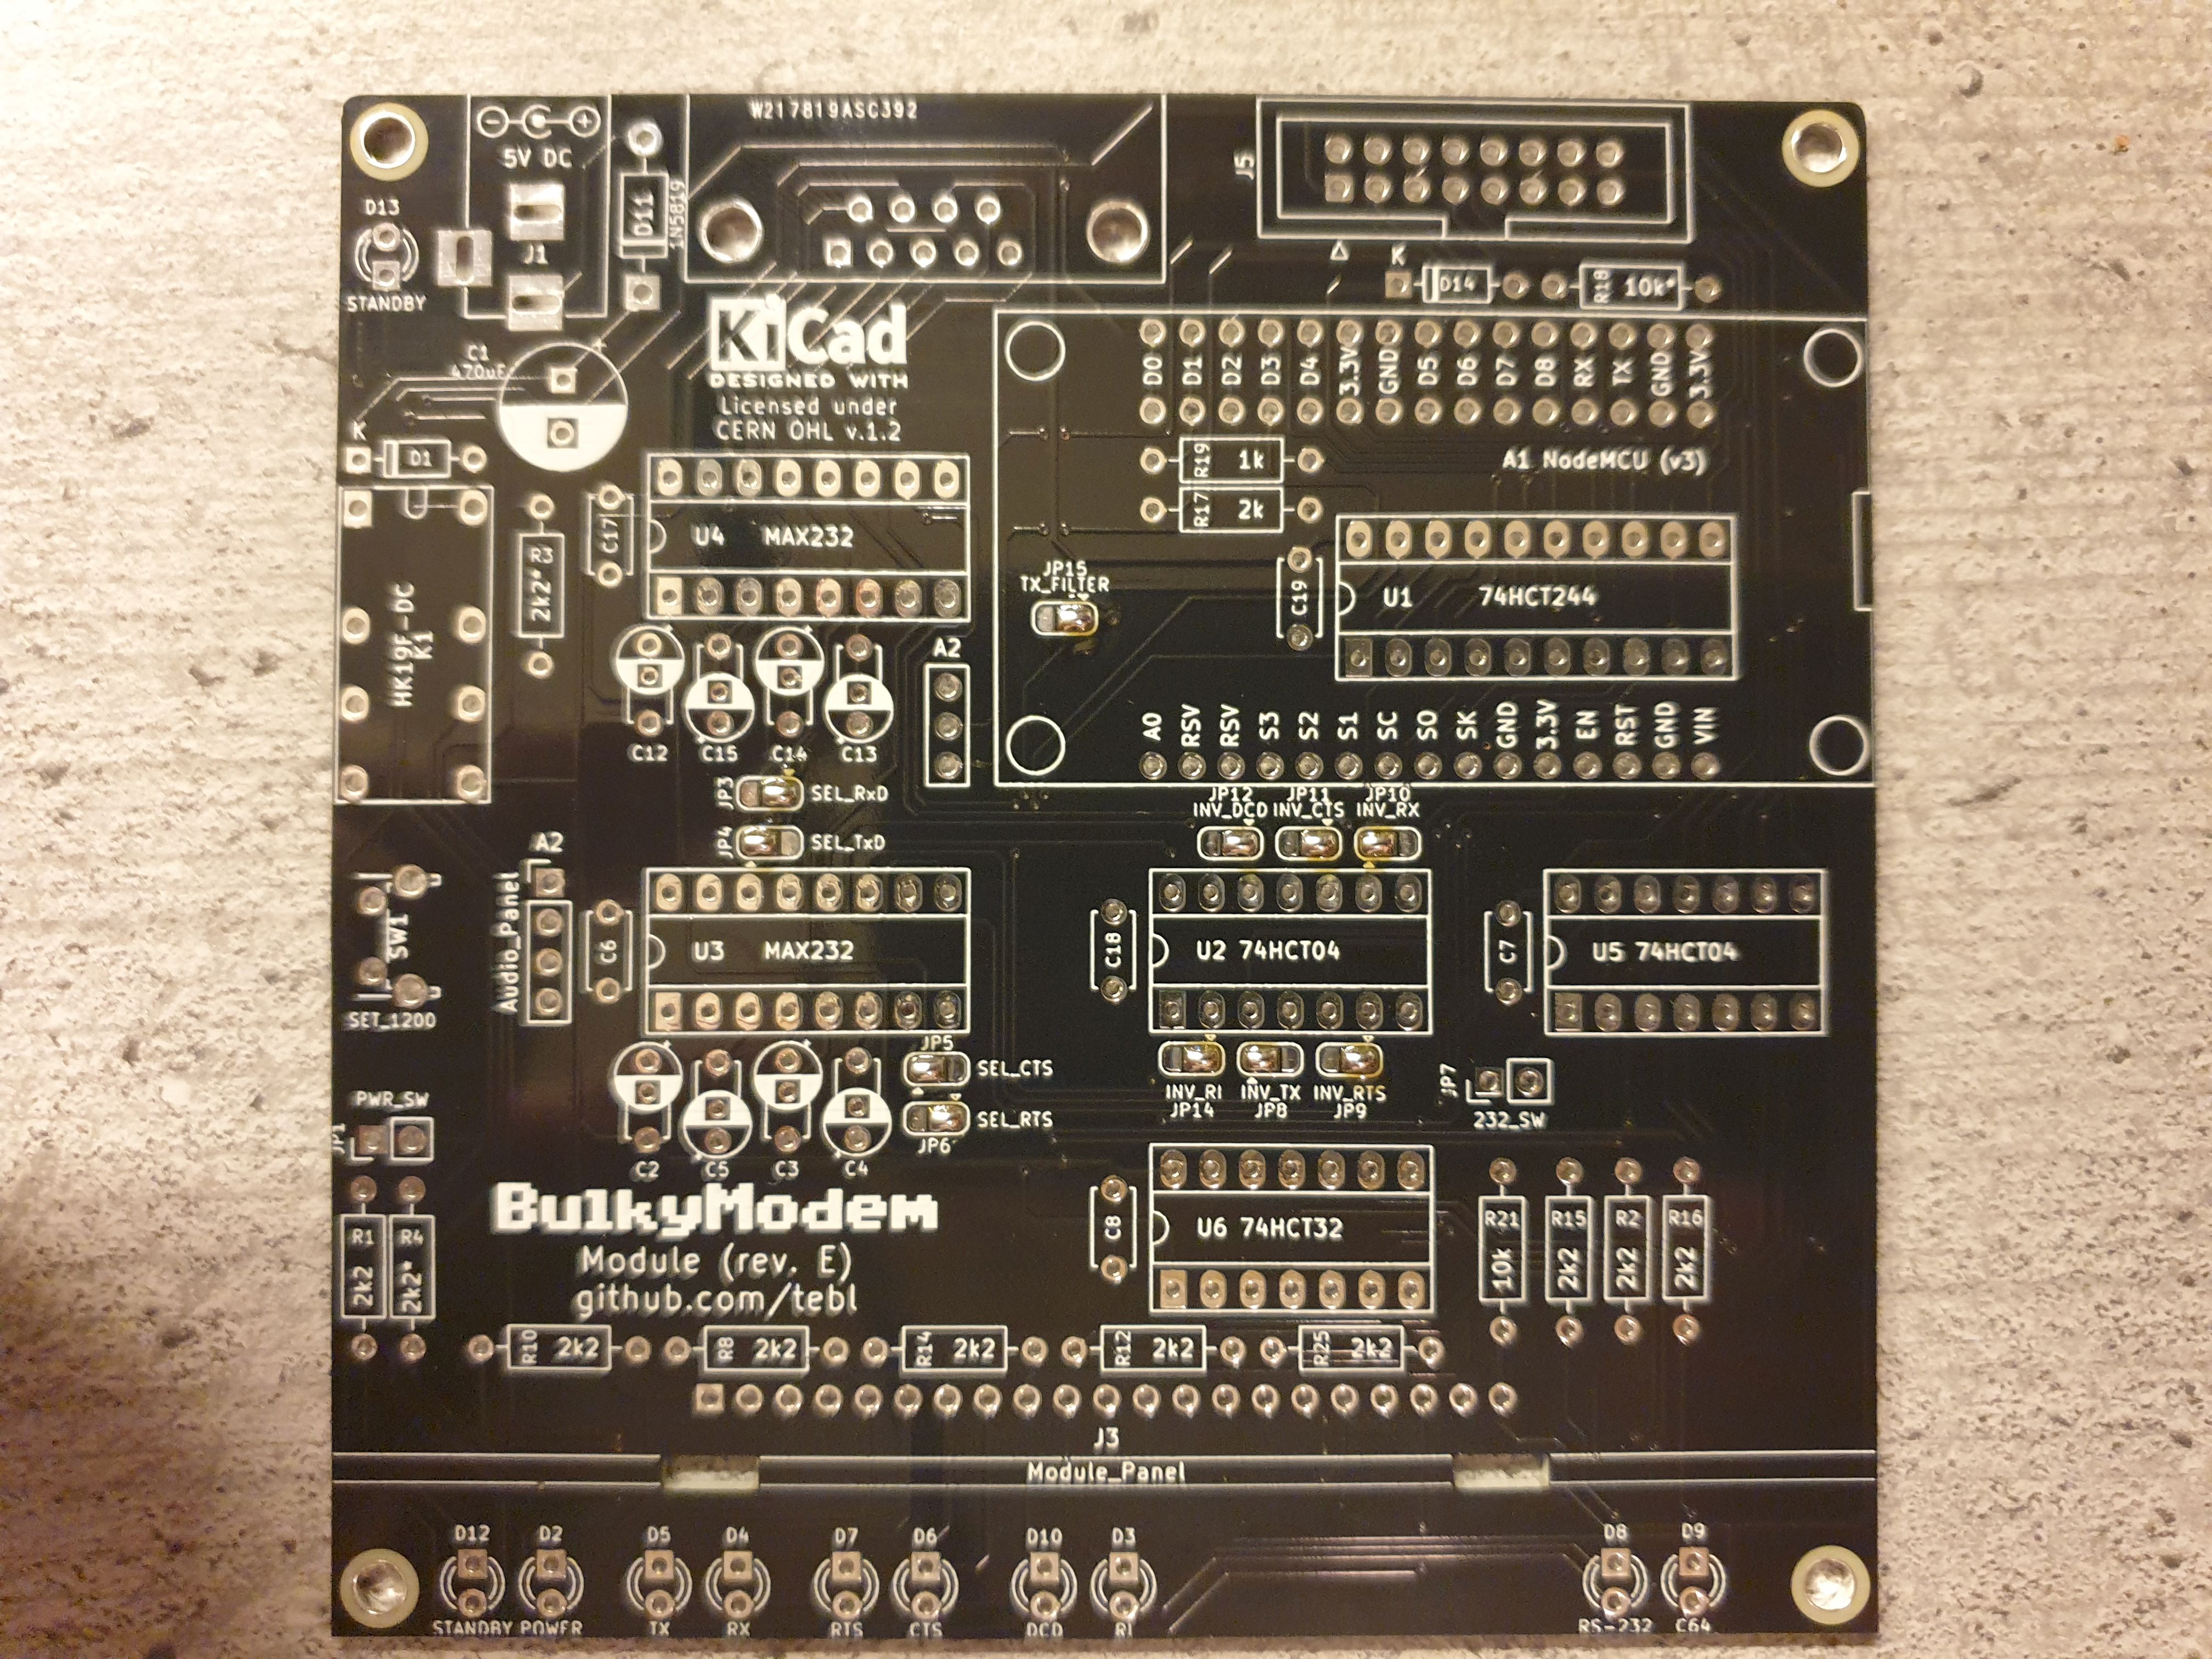 W217819ASC392
5V DC
J5
D13
D11
1N5819
J1
STANDBY
K
D14
R18 10k*
KiCad
DESIGNED WITH
Licensed under
CERN OHL v.1.2
C1
470uF
D0 D1 D2 D3 D4 3.3V GND D5 D6 D7 D8 RX TX GND 3.3V
K
D1
R19 1k
A1 NodeMCU (v3)
R17 2k
C17
U4 MAX232
R3
2k2*
HK19F-DC
K1
JP15
TX_FILTER
C19
U1 74HCT244
A2
C12 C15 C14 C13
A0 RSV RSV S3 S2 S1 SC SO SK GND 3.3V EN RST GND VIN
JP3 SEL_RxD
JP4 SEL_TxD
JP12 JP11 JP10
INV_DCD INV_CTS INV_RX
A2
Audio_Panel
SW1
SET_1200
C6
U3 MAX232
C18
U2 74HCT04
C7
U5 74HCT04
JP5
SEL_CTS
SEL_RTS
JP6
INV_RI INV_TX INV_RTS
JP14 JP8 JP9
JP7
232_SW
PWR_SW
JP1
C2 C5 C3 C4
BulkyModem
Module (rev. E)
github.com/tebl
C8
U6 74HCT32
R1 2k2
R4 2k2*
R21 10k
R15 2k2
R2 2k2
R16 2k2
R10 2k2
R8 2k2
R14 2k2
R12 2k2
R25 2k2
J3
Module_Panel
D12 D2 D5 D4 D7 D6 D10 D3 D8 D9
STANDBY POWER TX RX RTS CTS DCD RI RS-232 C64